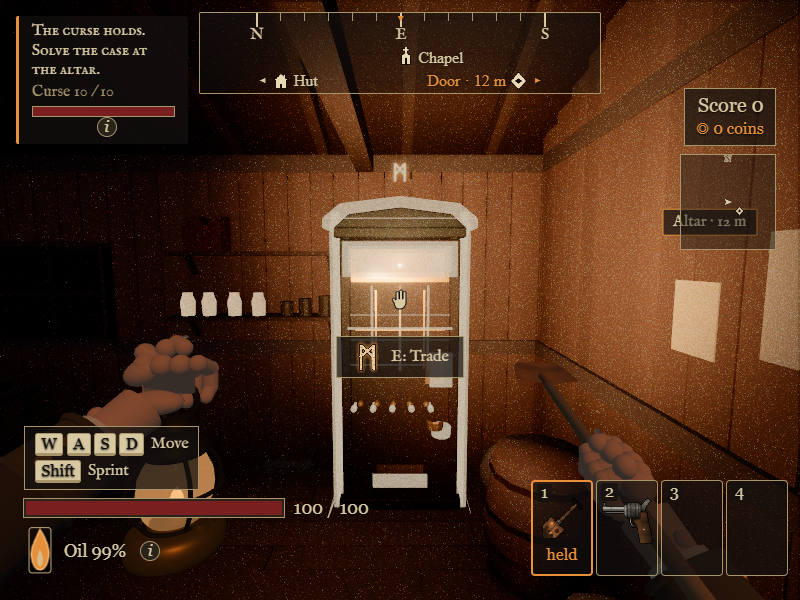 The curse holds.
Solve the case at
the altar.
Curse 10/10
i
N
E
S
Chapel
Hut
Door · 12 m
Score 0
0 coins
N
Altar · 12 m
E: Trade
W A S D Move
Shift Sprint
100 / 100
Oil 99%
i
1
held
2
3
4